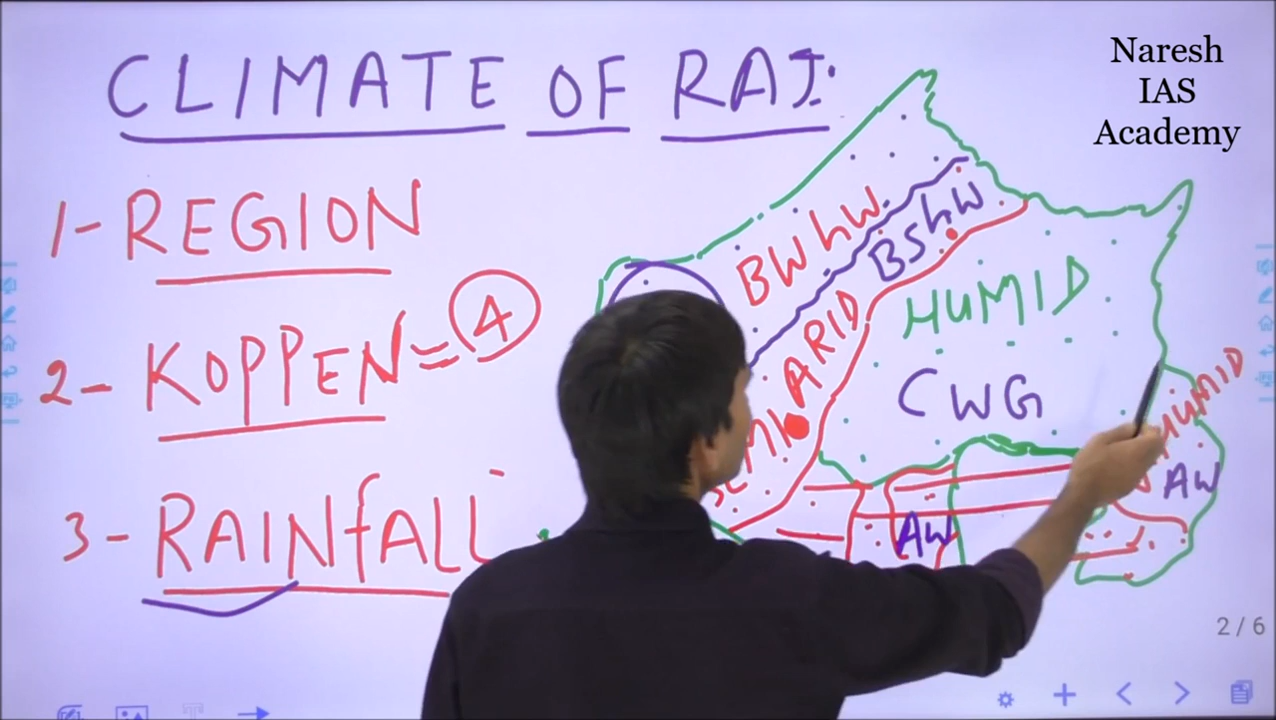 CLIMATE OF RAJ.
Naresh
IAS
Academy
1- REGION
2- KOPPEN = 4
3- RAINfALL
BWhW
BShW
ARID
HUMID
CWG
HUMID
AW
AW
2 / 6